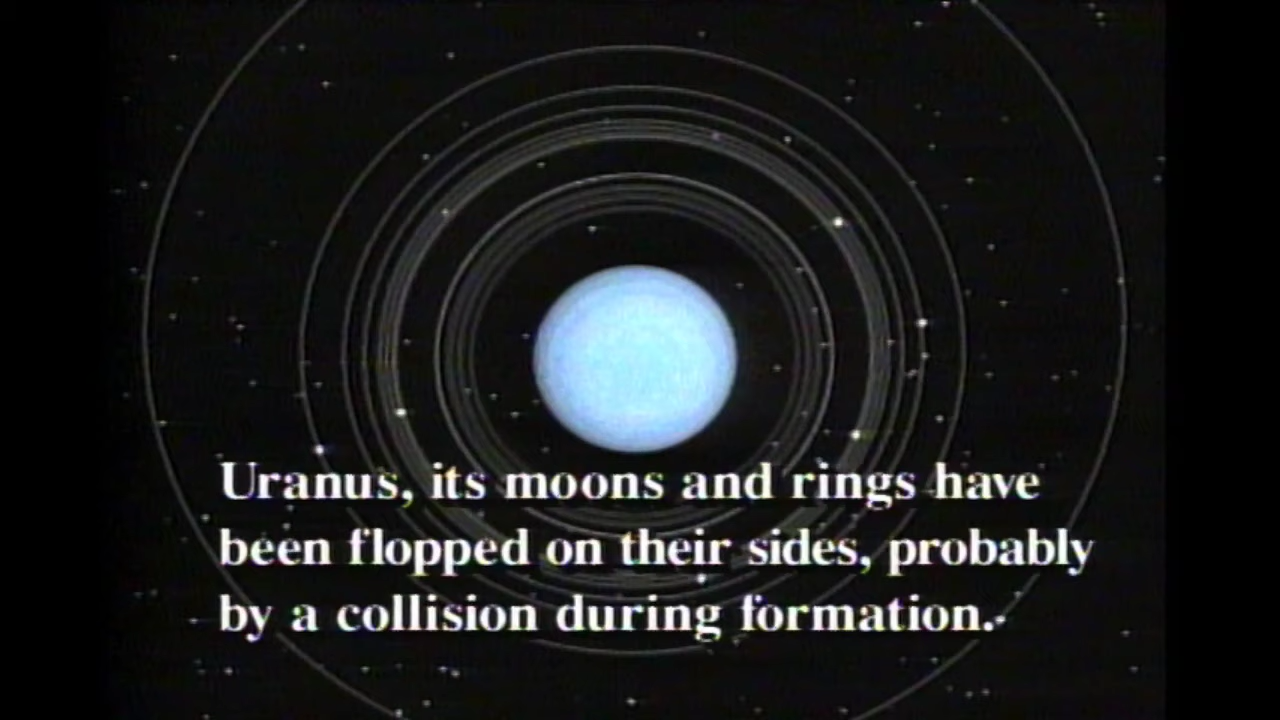 Uranus, its moons and rings have
been flopped on their sides, probably
by a collision during formation.